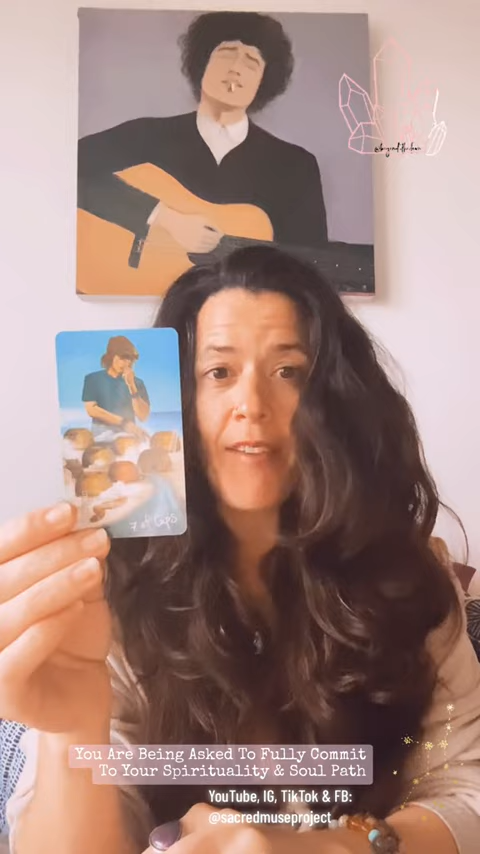 7 of Cups
You Are Being Asked To Fully Commit
To Your Spirituality & Soul Path
YouTube, IG, TikTok & FB:
@sacredmuseproject